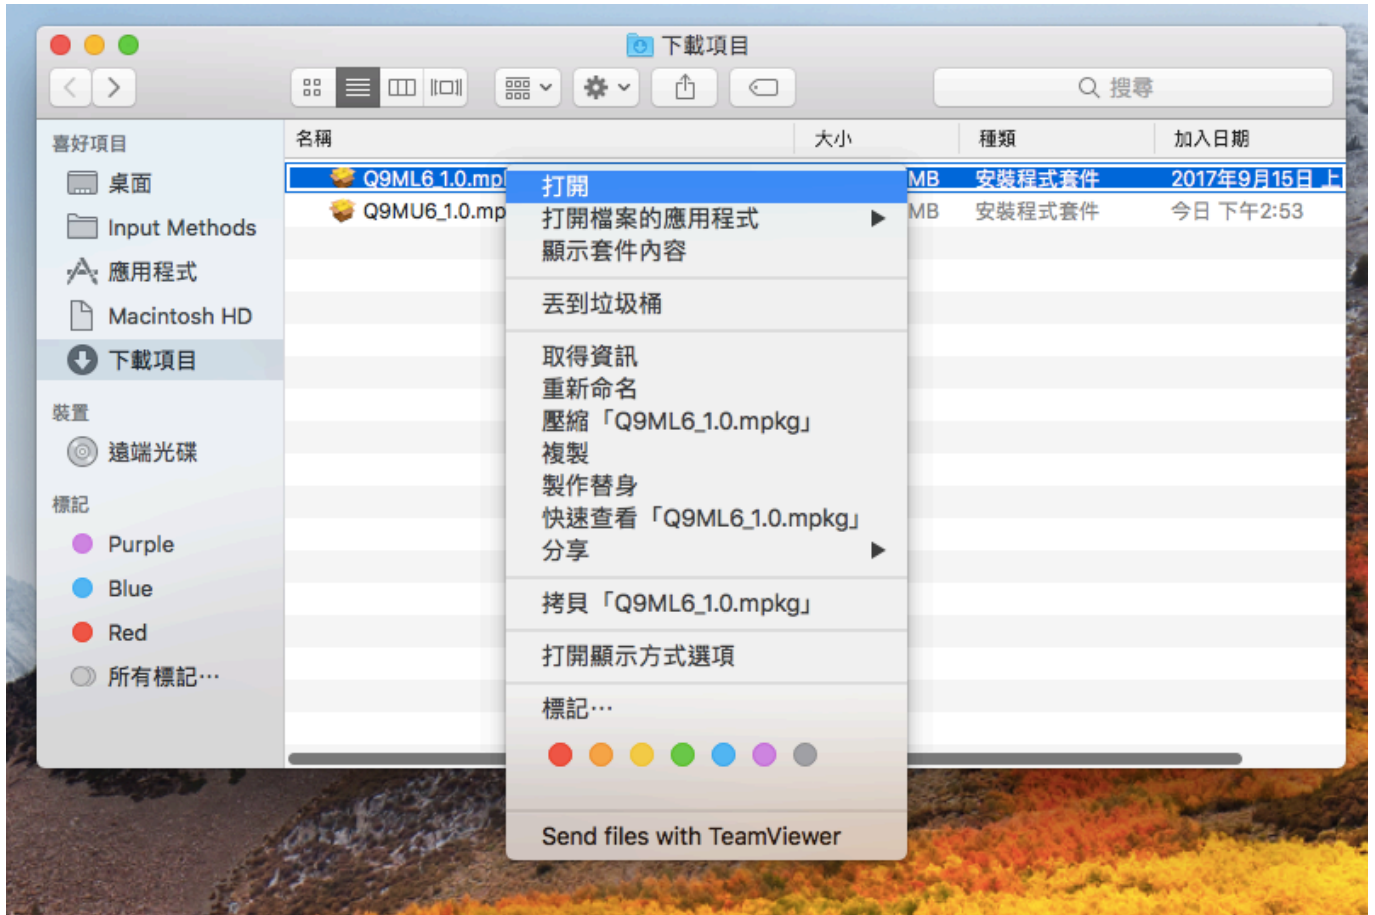 下載項目
搜尋
喜好項目
桌面
Input Methods
應用程式
Macintosh HD
下載項目
裝置
遠端光碟
標記
Purple
Blue
Red
所有標記…
名稱 大小 種類 加入日期
Q9ML6_1.0.mp MB 安裝程式套件 2017年9月15日 上
Q9MU6_1.0.mp MB 安裝程式套件 今日 下午2:53
打開
打開檔案的應用程式
顯示套件內容
丟到垃圾桶
取得資訊
重新命名
壓縮「Q9ML6_1.0.mpkg」
複製
製作替身
快速查看「Q9ML6_1.0.mpkg」
分享
拷貝「Q9ML6_1.0.mpkg」
打開顯示方式選項
標記…
Send files with TeamViewer